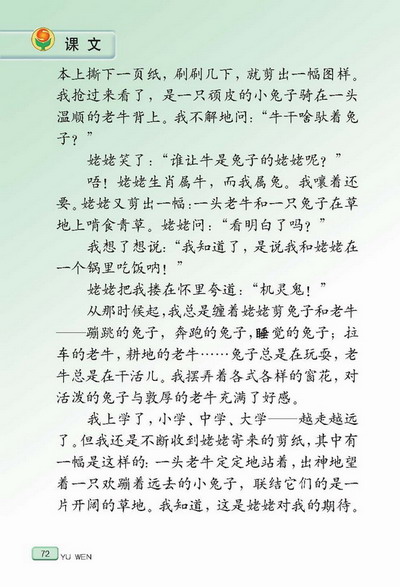 课文
本上撕下一页纸，刷刷几下，就剪出一幅图样。
我抢过来看了，是一只顽皮的小兔子骑在一头
温顺的老牛背上。我不解地问：“牛干啥驮着兔
子？”
姥姥笑了：“谁让牛是兔子的姥姥呢？”
唔！姥姥生肖属牛，而我属兔。我嚷着还
要。姥姥又剪出一幅：一头老牛和一只兔子在草
地上啃食青草。姥姥问：“看明白了吗？”
我想了想说：“我知道了，是说我和姥姥在
一个锅里吃饭呐！”
姥姥把我搂在怀里夸道：“机灵鬼！”
从那时候起，我总是缠着姥姥剪兔子和老牛
——蹦跳的兔子，奔跑的兔子，睡觉的兔子；拉
车的老牛，耕地的老牛……兔子总是在玩耍，老
牛总是在干活儿。我摆弄着各式各样的窗花，对
活泼的兔子与敦厚的老牛充满了好感。
我上学了，小学、中学、大学——越走越远
了。但我还是不断收到姥姥寄来的剪纸，其中有
一幅是这样的：一头老牛定定地站着，出神地望
着一只欢蹦着远去的小兔子，联结它们的是一
片开阔的草地。我知道，这是姥姥对我的期待。
72
YU WEN